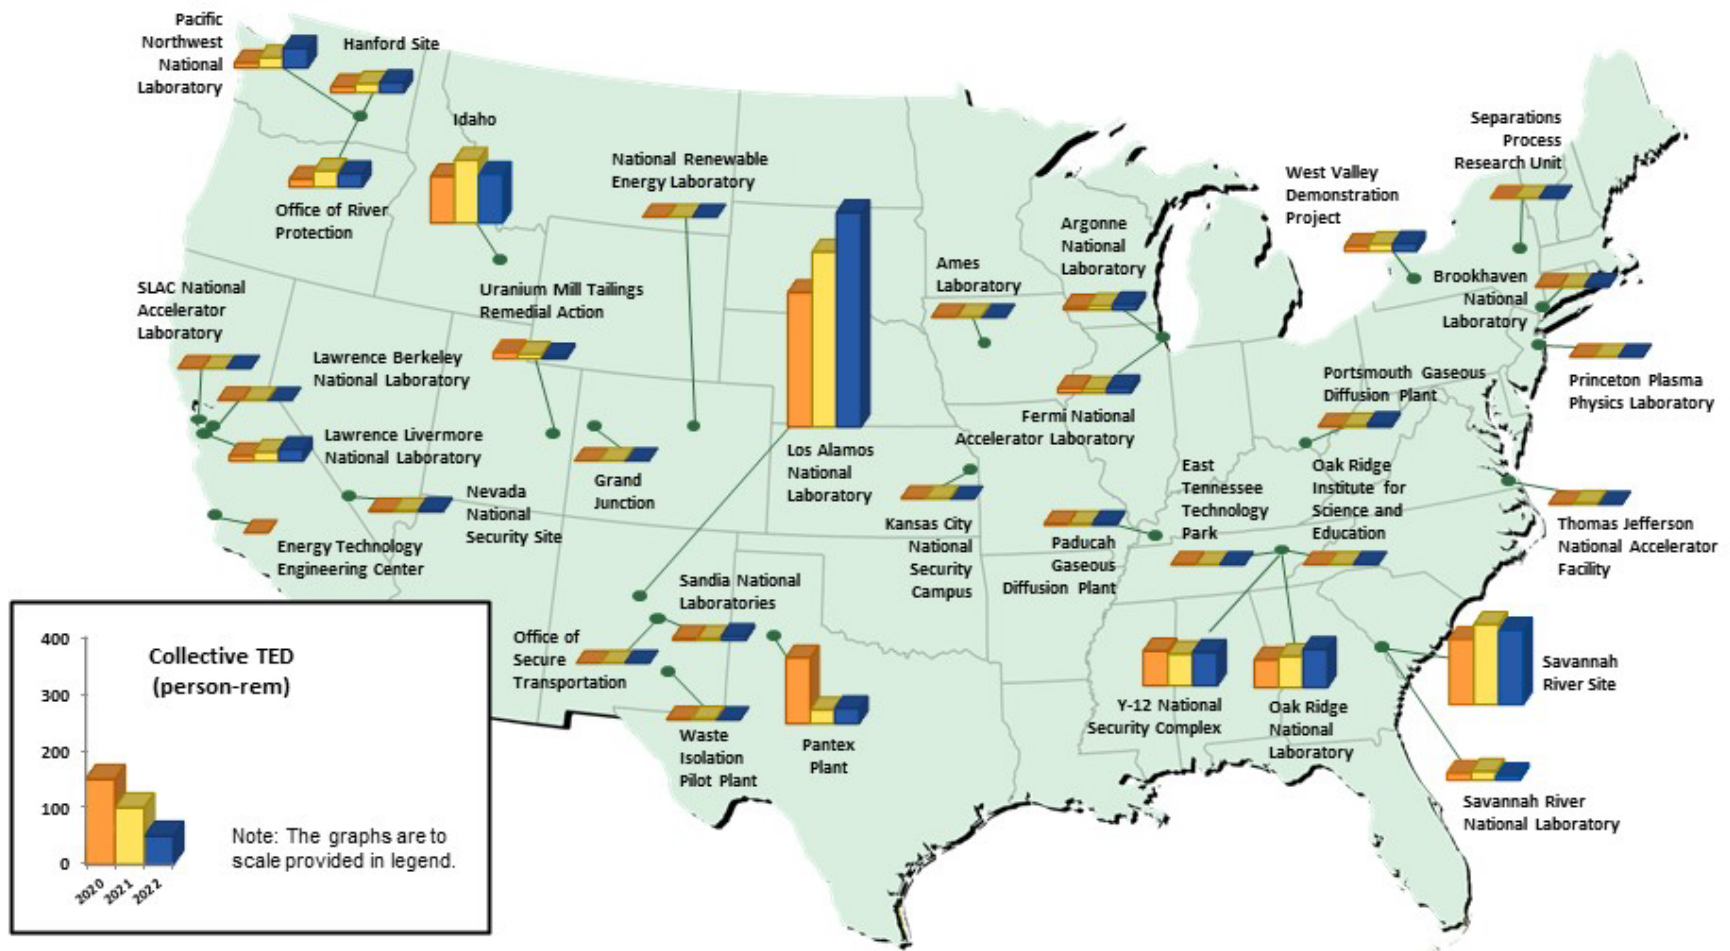 Pacific
Northwest
National
Laboratory
Hanford Site
Idaho
Office of River
Protection
National Renewable
Energy Laboratory
Uranium Mill Tailings
Remedial Action
SLAC National
Accelerator
Laboratory
Lawrence Berkeley
National Laboratory
Lawrence Livermore
National Laboratory
Nevada
National
Security Site
Energy Technology
Engineering Center
Grand
Junction
Los Alamos
National
Laboratory
Ames
Laboratory
Argonne
National
Laboratory
Fermi National
Accelerator Laboratory
Kansas City
National
Security
Campus
Paducah
Gaseous
Diffusion Plant
East
Tennessee
Technology
Park
Oak Ridge
Institute for
Science and
Education
Portsmouth Gaseous
Diffusion Plant
West Valley
Demonstration
Project
Separations
Process
Research Unit
Brookhaven
National
Laboratory
Princeton Plasma
Physics Laboratory
Thomas Jefferson
National Accelerator
Facility
Savannah
River Site
Savannah River
National Laboratory
Y-12 National
Security Complex
Oak Ridge
National
Laboratory
Sandia National
Laboratories
Office of
Secure
Transportation
Waste
Isolation
Pilot Plant
Pantex
Plant
Collective TED
(person-rem)
400
300
200
100
0
2020
2021
2022
Note: The graphs are to
scale provided in legend.